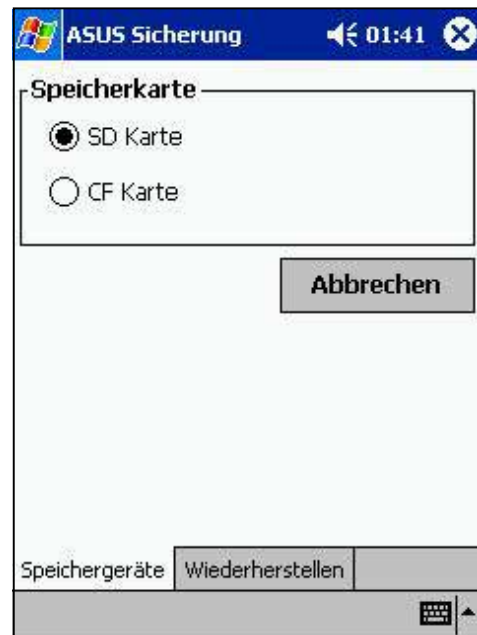 ASUS Sicherung 01:41
Speicherkarte
SD Karte
CF Karte
Abbrechen
Speichergeräte Wiederherstellen